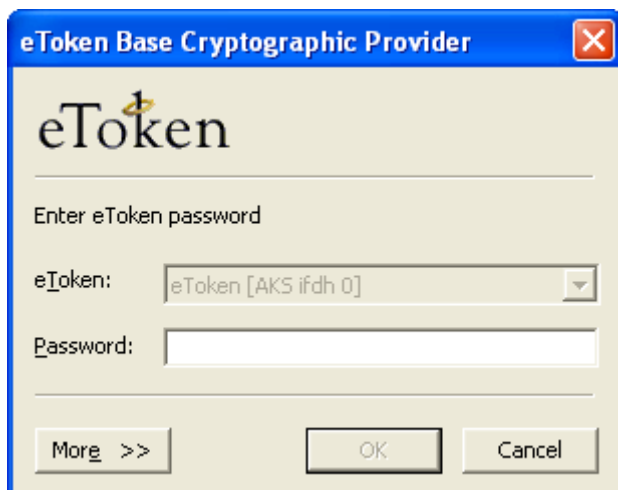 eToken Base Cryptographic Provider
eToken
Enter eToken password
eToken: eToken [AKS ifdh 0]
Password:
More >> OK Cancel